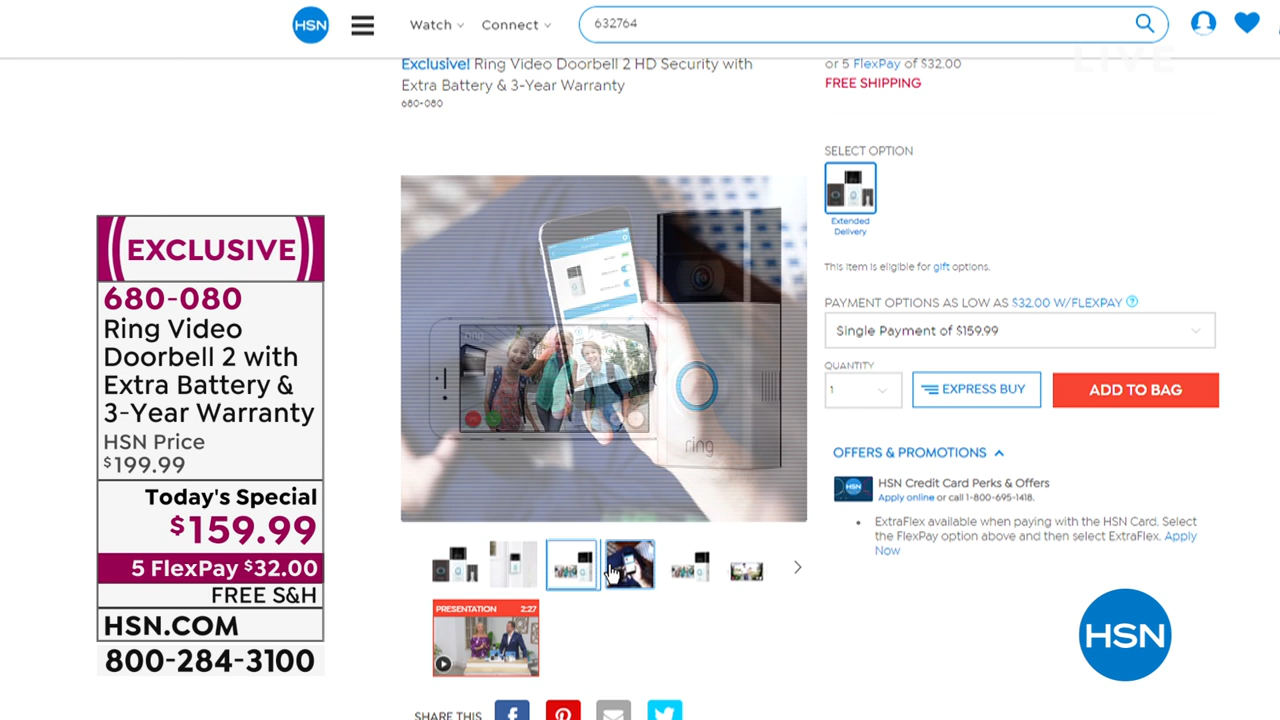 HSN
Watch
Connect
632764
LIVE
Exclusive! Ring Video Doorbell 2 HD Security with
Extra Battery & 3-Year Warranty
680-080
or 5 FlexPay of $32.00
FREE SHIPPING
SELECT OPTION
Extended
Delivery
This item is eligible for gift options.
PAYMENT OPTIONS AS LOW AS $32.00 W/FLEXPAY ?
Single Payment of $159.99
QUANTITY
1
EXPRESS BUY
ADD TO BAG
OFFERS & PROMOTIONS
HSN
HSN Credit Card Perks & Offers
Apply online or call 1-800-695-1418.
• ExtraFlex available when paying with the HSN Card. Select
the FlexPay option above and then select ExtraFlex. Apply
Now
ring
ring
PRESENTATION 2:27
SHARE THIS
(EXCLUSIVE)
680-080
Ring Video
Doorbell 2 with
Extra Battery &
3-Year Warranty
HSN Price
$199.99
Today's Special
$159.99
5 FlexPay $32.00
FREE S&H
HSN.COM
800-284-3100
HSN